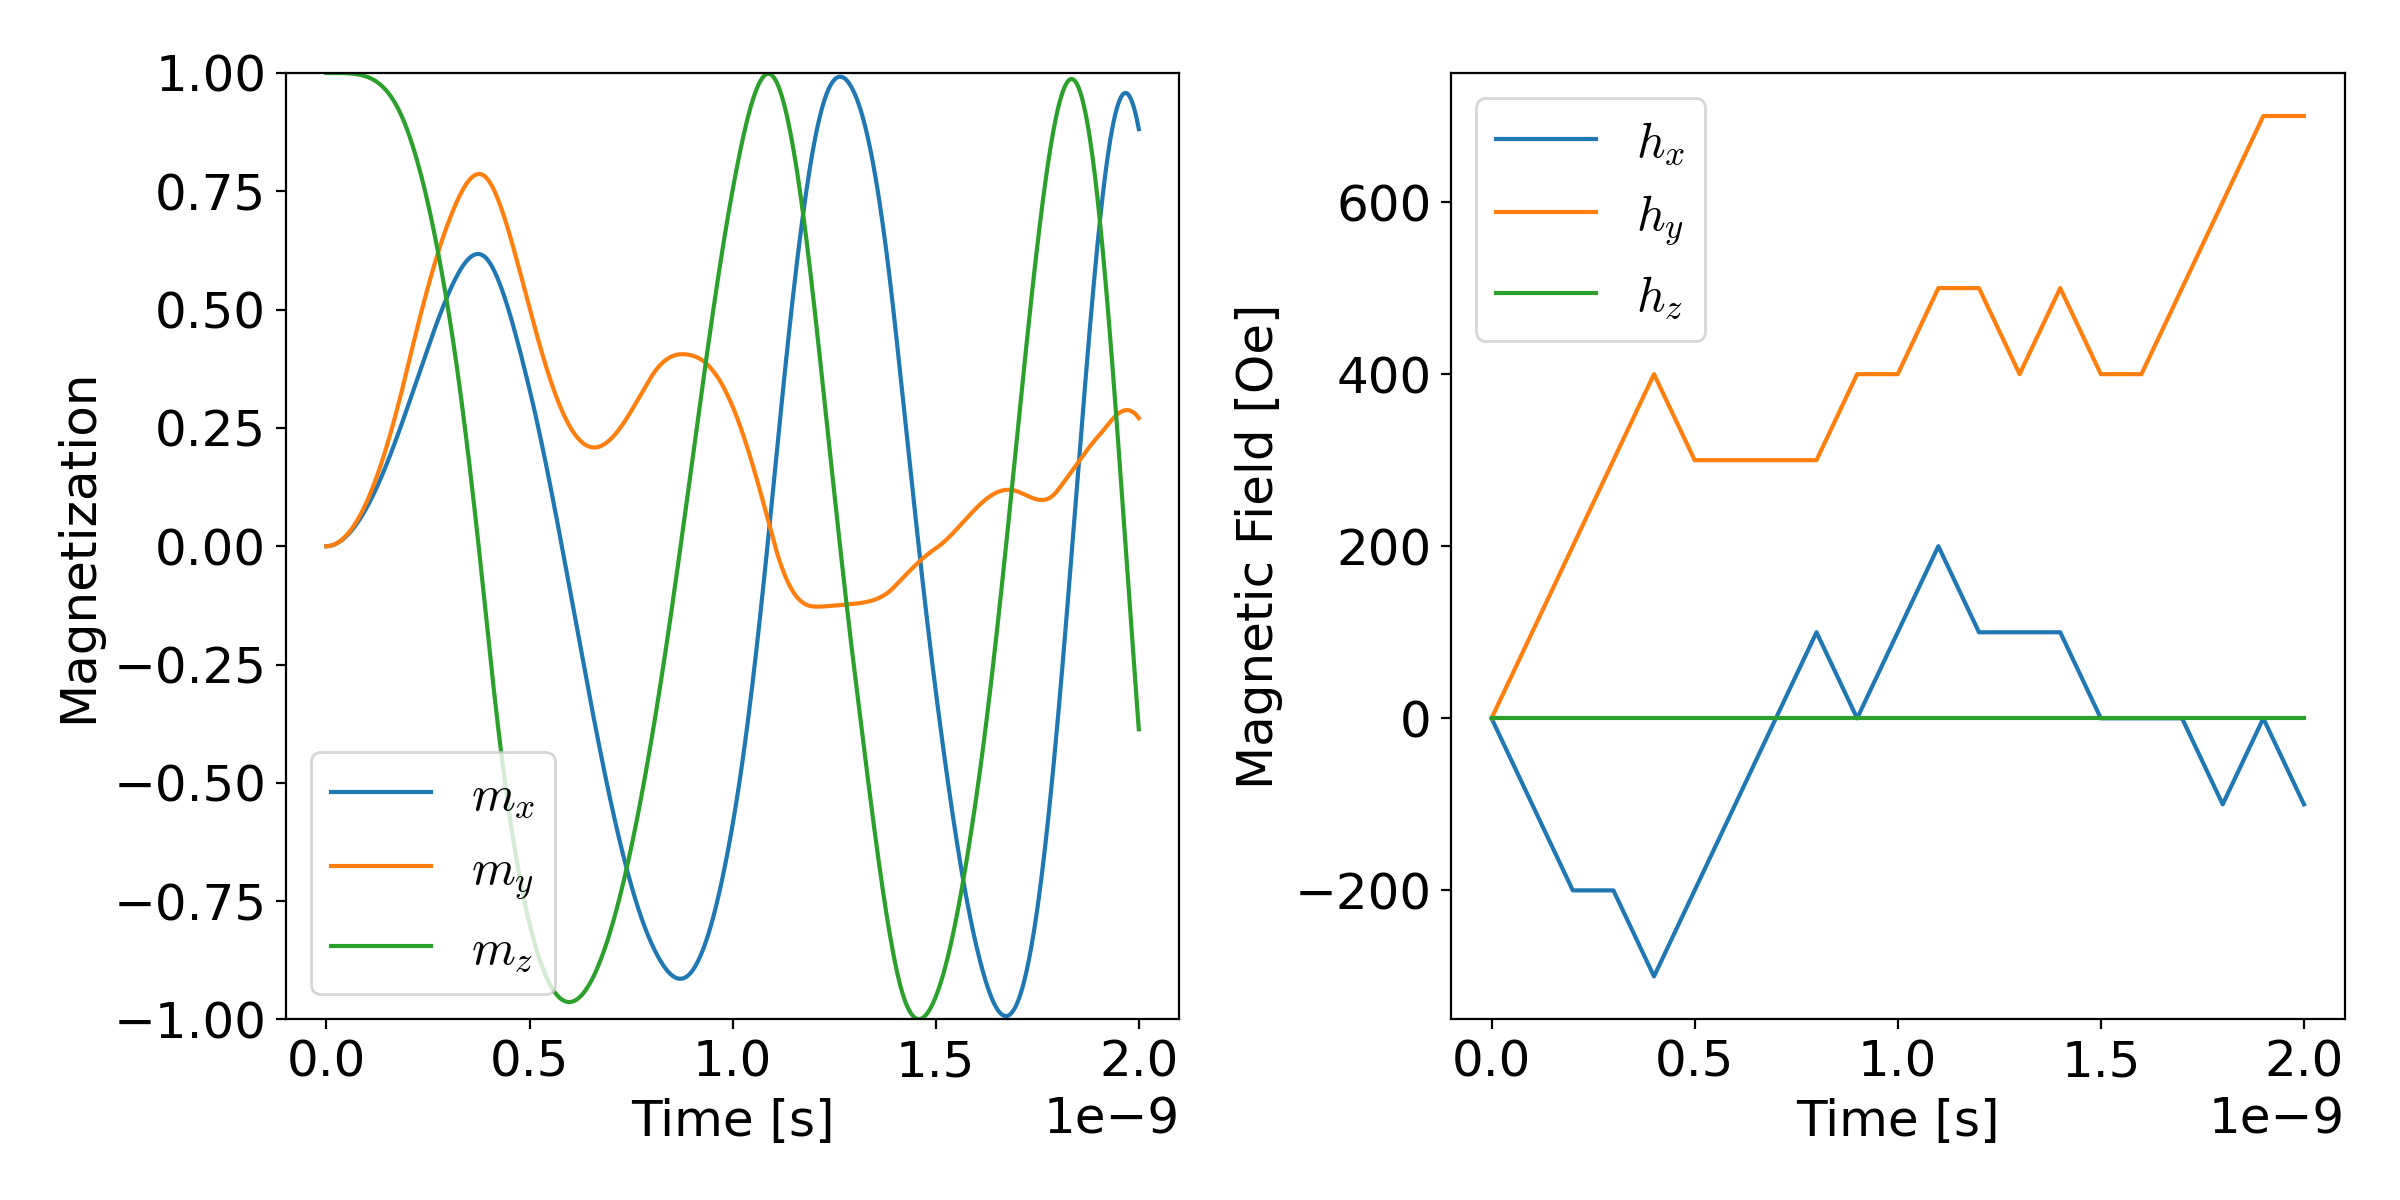 Magnetization
1.00
0.75
0.50
0.25
0.00
−0.25
−0.50
−0.75
−1.00
m_x
m_y
m_z
0.0 0.5 1.0 1.5 2.0
Time [s]
1e−9
Magnetic Field [Oe]
600
400
200
0
−200
h_x
h_y
h_z
0.0 0.5 1.0 1.5 2.0
Time [s]
1e−9